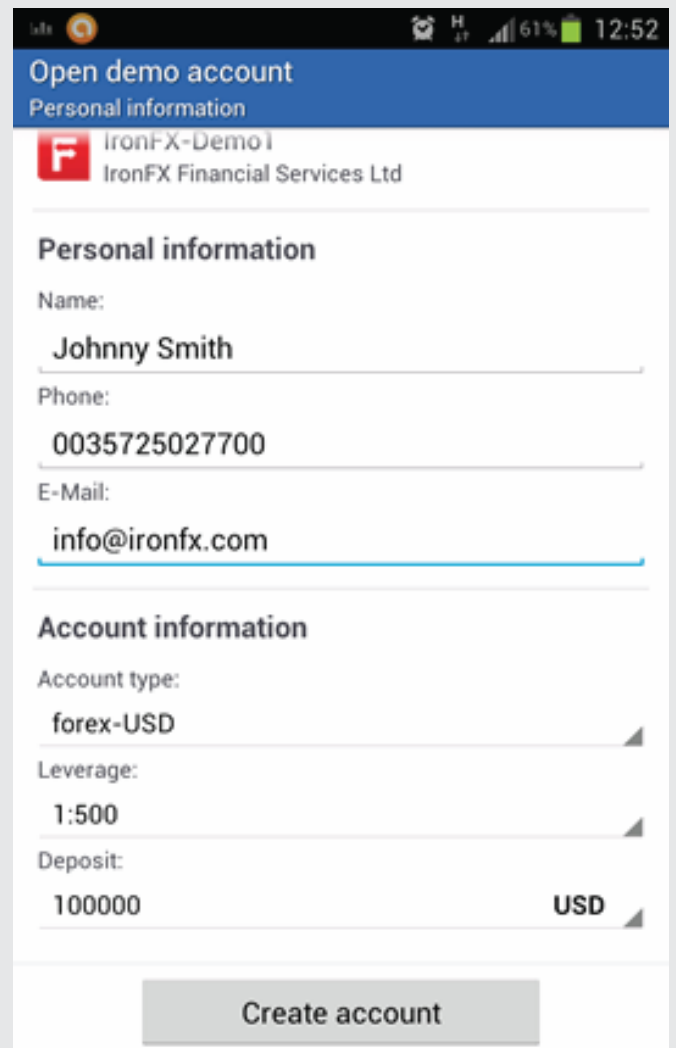 H 61% 12:52
Open demo account
Personal information
IronFX-Demo1
IronFX Financial Services Ltd
Personal information
Name:
Johnny Smith
Phone:
0035725027700
E-Mail:
info@ironfx.com
Account information
Account type:
forex-USD
Leverage:
1:500
Deposit:
100000 USD
Create account